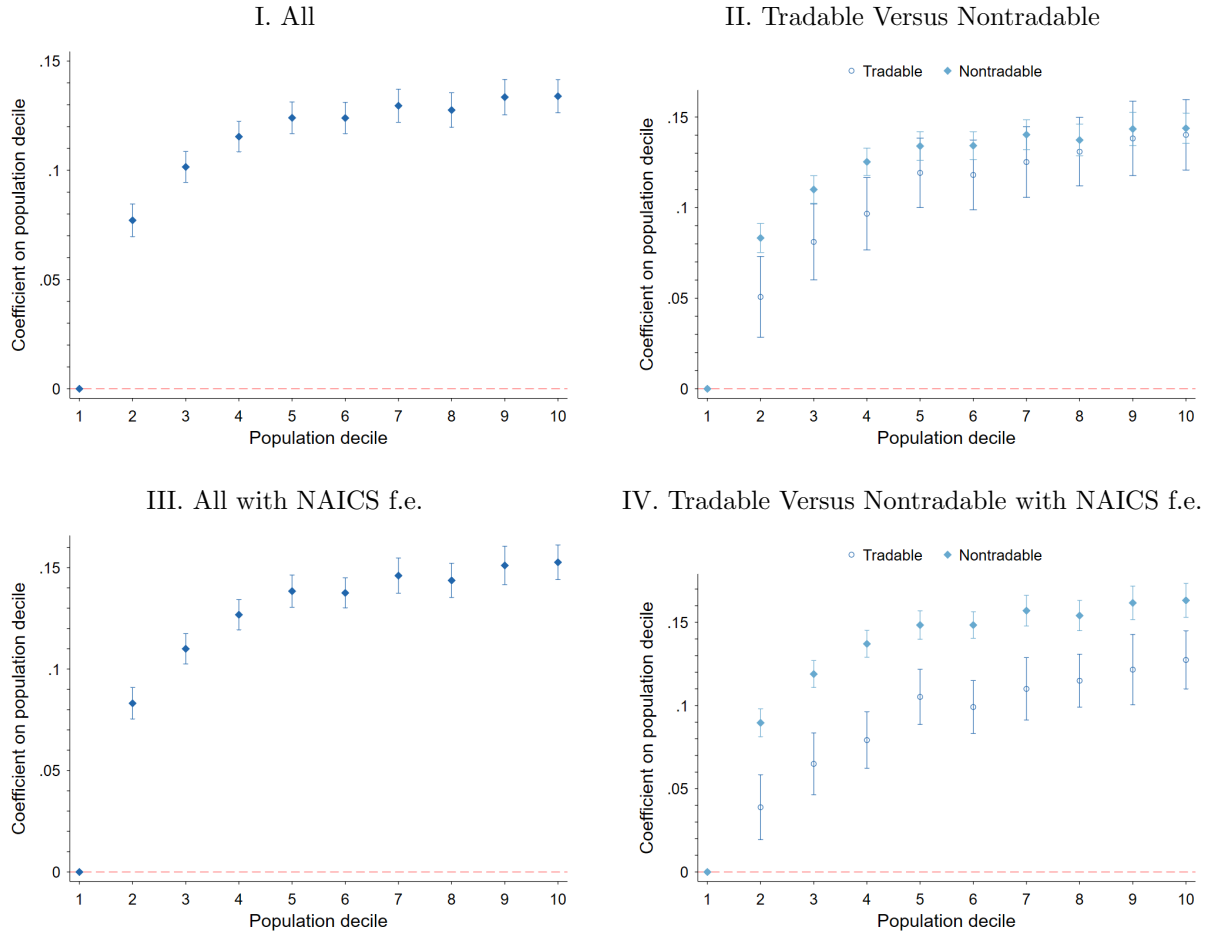 I. All
Coefficient on population decile
.15
.1
.05
0
1 2 3 4 5 6 7 8 9 10
Population decile
II. Tradable Versus Nontradable
Tradable Nontradable
Coefficient on population decile
.15
.1
.05
0
1 2 3 4 5 6 7 8 9 10
Population decile
III. All with NAICS f.e.
Coefficient on population decile
.15
.1
.05
0
1 2 3 4 5 6 7 8 9 10
Population decile
IV. Tradable Versus Nontradable with NAICS f.e.
Tradable Nontradable
Coefficient on population decile
.15
.1
.05
0
1 2 3 4 5 6 7 8 9 10
Population decile